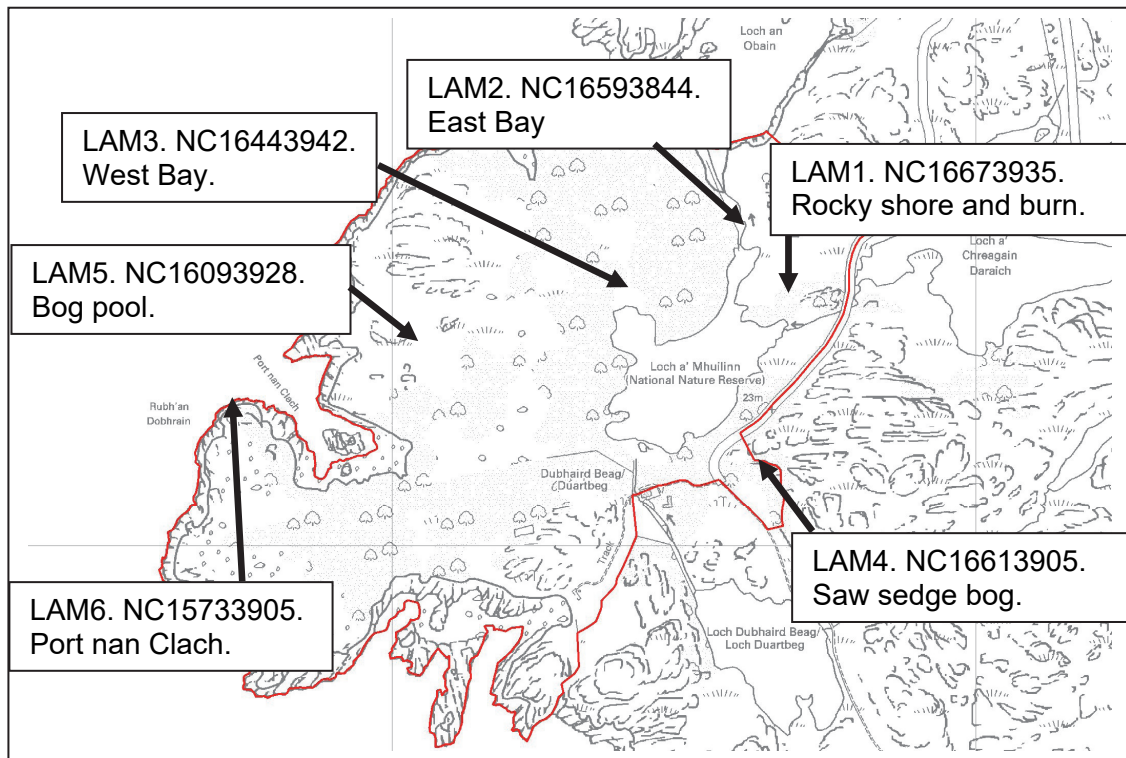 Loch an
Obain
LAM2. NC16593844.
East Bay
LAM3. NC16443942.
West Bay.
LAM1. NC16673935.
Rocky shore and burn.
Loch a'
Chreagain
Daraich
LAM5. NC16093928.
Bog pool.
Port nan Clach
Loch a' Mhuilinn
(National Nature Reserve)
23m
Rubh'an
Dobhrain
Dubhaird Beag/
Duartbeg
Track
LAM4. NC16613905.
Saw sedge bog.
LAM6. NC15733905.
Port nan Clach.
Loch Dubhaird Beag/
Loch Duartbeg